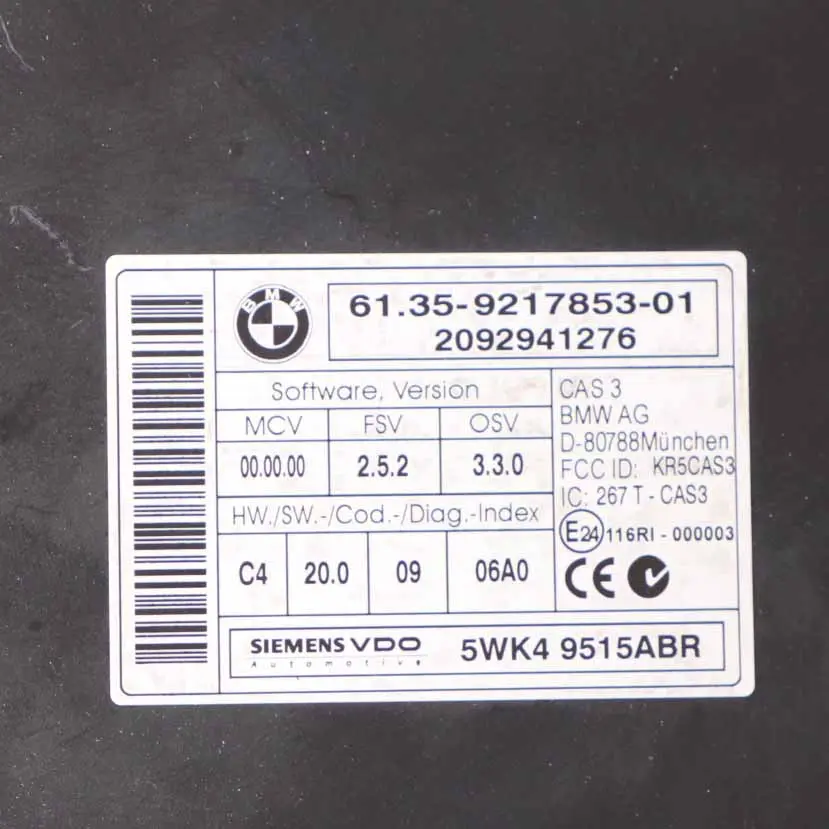 BMW
61.35-9217853-01
2092941276
Software, Version
MCV FSV OSV
00.00.00 2.5.2 3.3.0
HW./SW.-/Cod.-/Diag.-Index
C4 20.0 09 06A0
CAS 3
BMW AG
D-80788München
FCC ID: KR5CAS3
IC: 267 T - CAS3
E24 116RI - 000003
CE
SIEMENS VDO
Automotive
5WK4 9515ABR